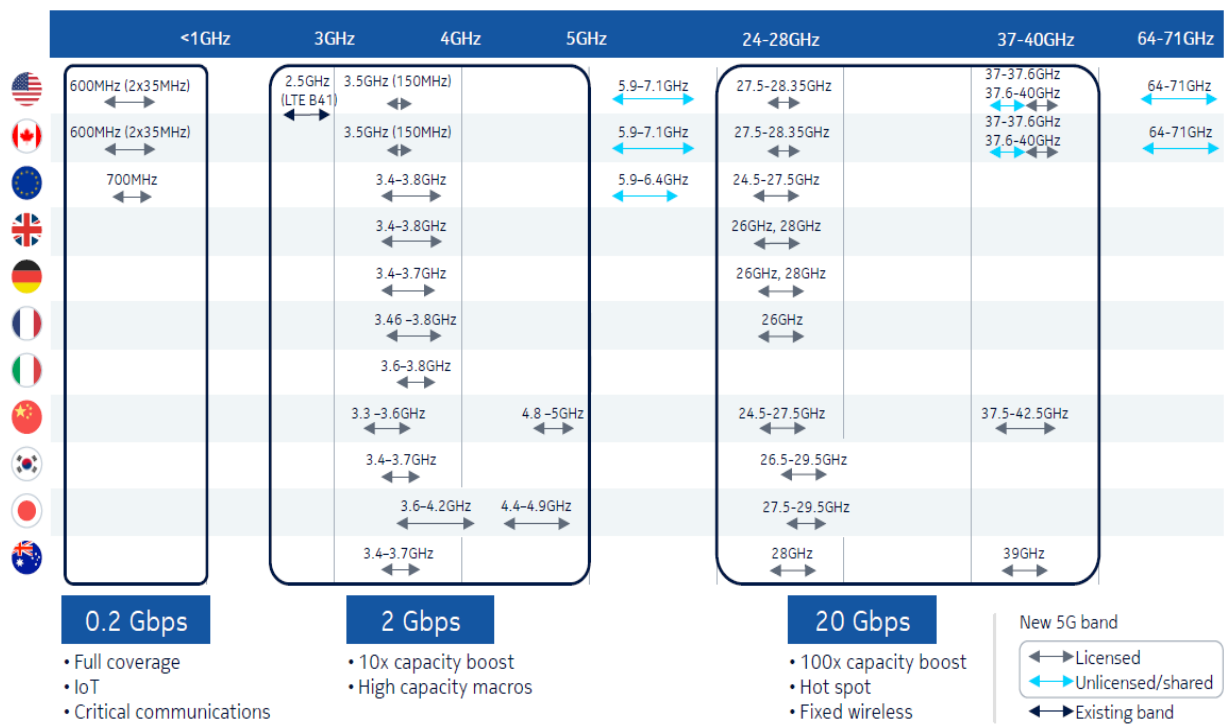 <1GHz 3GHz 4GHz 5GHz 24-28GHz 37-40GHz 64-71GHz
600MHz (2x35MHz) 2.5GHz 3.5GHz (150MHz) 5.9–7.1GHz 27.5-28.35GHz 37-37.6GHz 64-71GHz
(LTE B41) 37.6-40GHz
600MHz (2x35MHz) 3.5GHz (150MHz) 5.9–7.1GHz 27.5-28.35GHz 37-37.6GHz 64-71GHz
37.6-40GHz
700MHz 3.4–3.8GHz 5.9–6.4GHz 24.5-27.5GHz
3.4–3.8GHz 26GHz, 28GHz
3.4–3.7GHz 26GHz, 28GHz
3.46 –3.8GHz 26GHz
3.6–3.8GHz
3.3 –3.6GHz 4.8 –5GHz 24.5-27.5GHz 37.5-42.5GHz
3.4–3.7GHz 26.5-29.5GHz
3.6–4.2GHz 4.4–4.9GHz 27.5-29.5GHz
3.4–3.7GHz 28GHz 39GHz
0.2 Gbps
• Full coverage
• IoT
• Critical communications
2 Gbps
• 10x capacity boost
• High capacity macros
20 Gbps
• 100x capacity boost
• Hot spot
• Fixed wireless
New 5G band
Licensed
Unlicensed/shared
Existing band